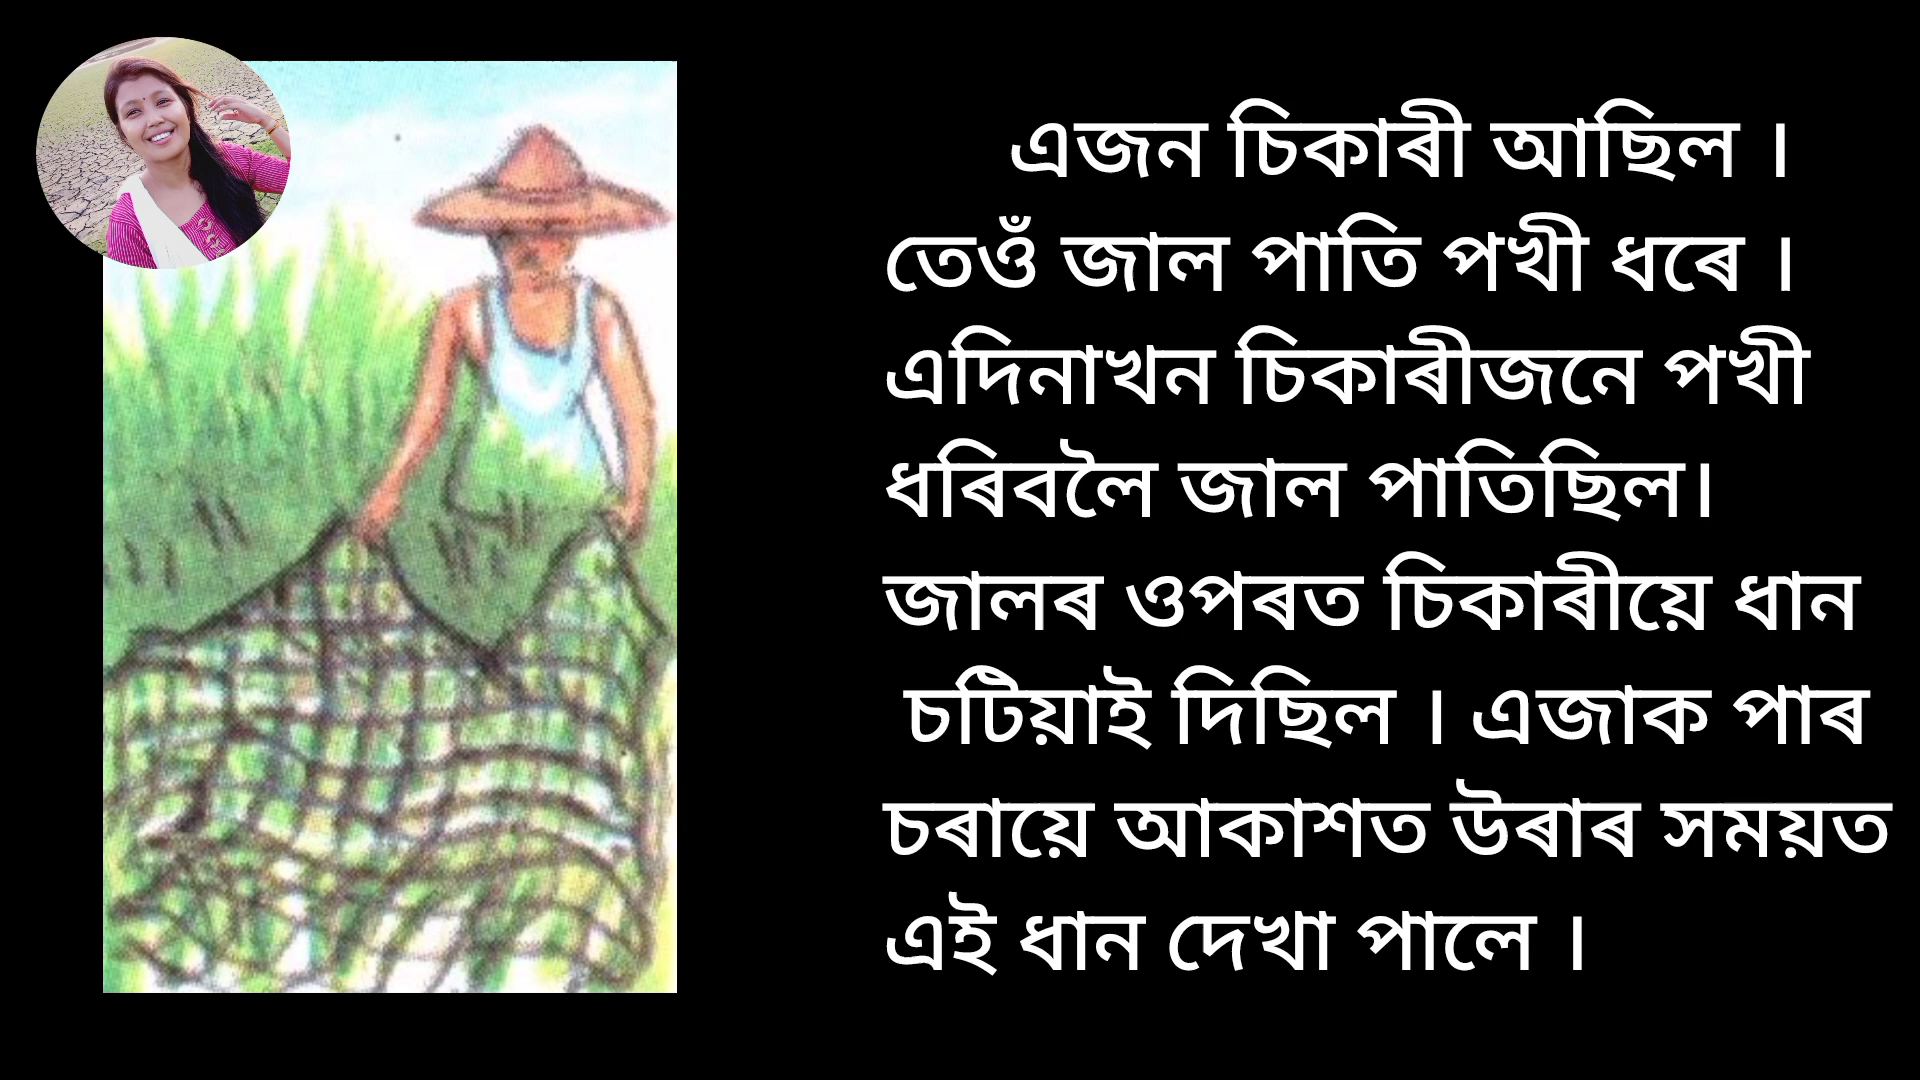 এজন চিকাৰী আছিল ।
তেওঁ জাল পাতি পখী ধৰে ।
এদিনাখন চিকাৰীজনে পখী
ধৰিবলৈ জাল পাতিছিল।
জালৰ ওপৰত চিকাৰীয়ে ধান
চটিয়াই দিছিল । এজাক পাৰ
চৰায়ে আকাশত উৰাৰ সময়ত
এই ধান দেখা পালে ।